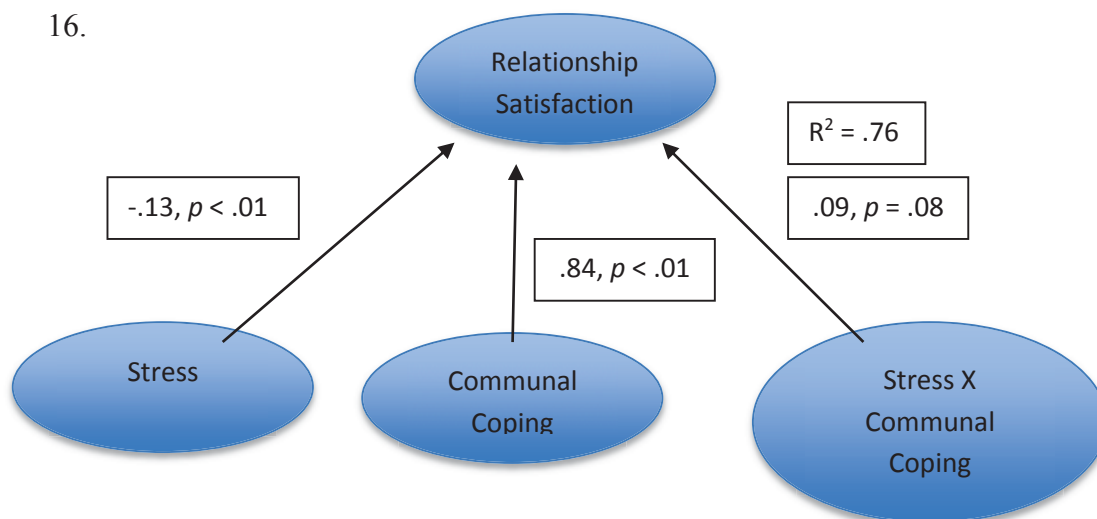 16.
Relationship
Satisfaction
R² = .76
-.13, p < .01
.09, p = .08
.84, p < .01
Stress
Communal
Coping
Stress X
Communal
Coping